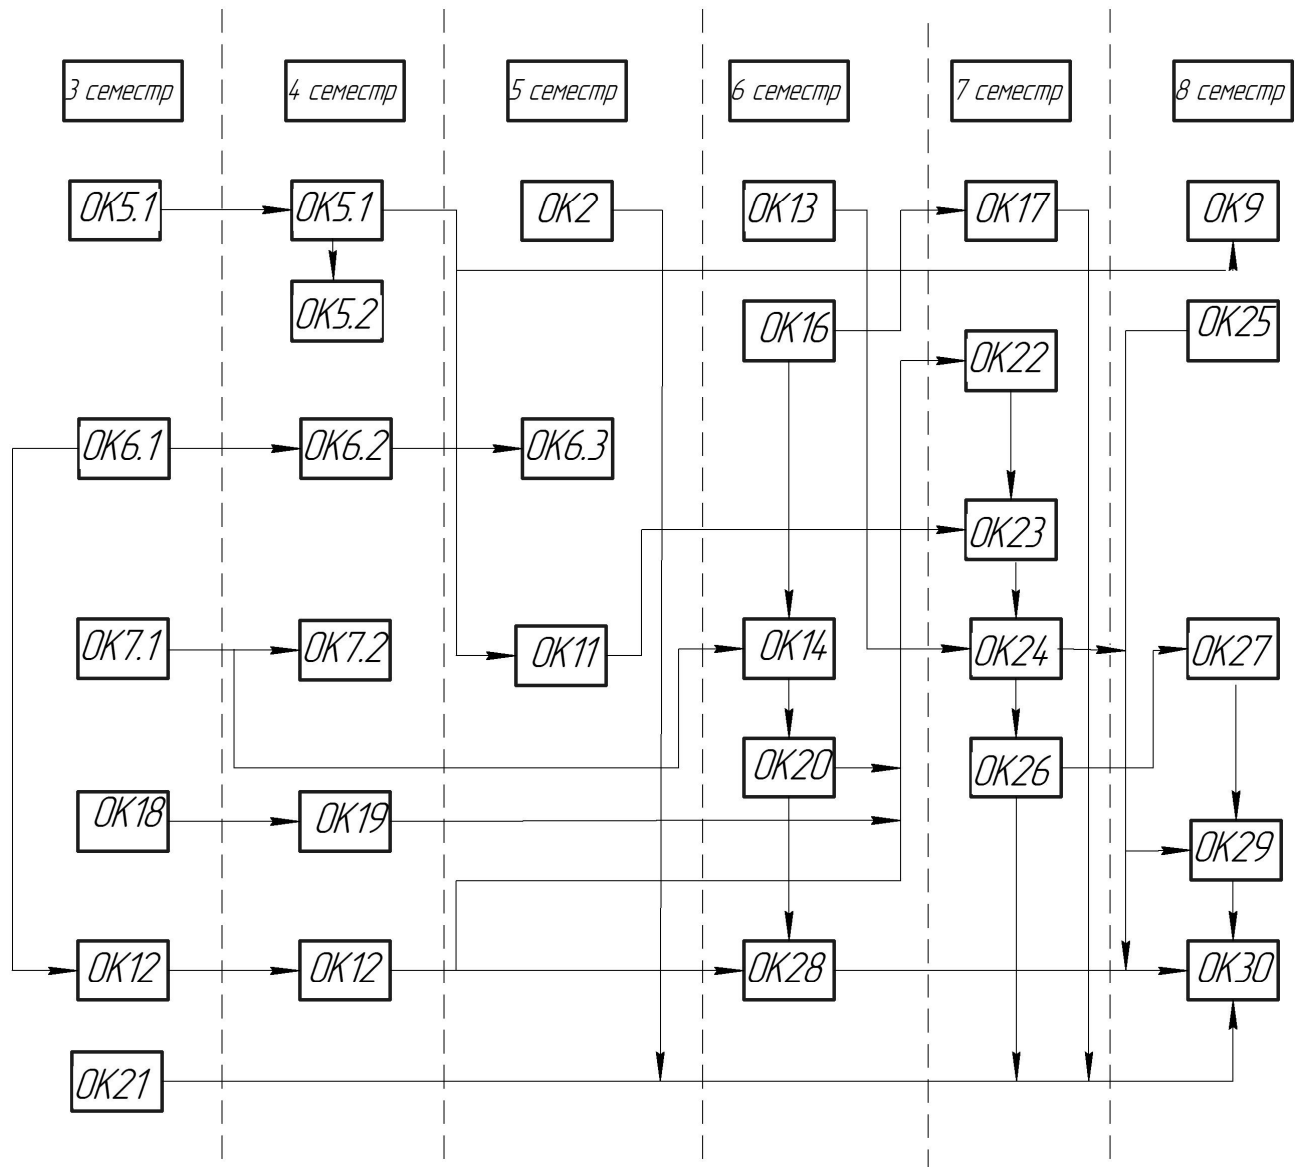 3 семестр 4 семестр 5 семестр 6 семестр 7 семестр 8 семестр
ОК5.1 ОК5.1 ОК2 ОК13 ОК17 ОК9
ОК5.2 ОК16 ОК25
ОК22
ОК6.1 ОК6.2 ОК6.3
ОК23
ОК7.1 ОК7.2 ОК11 ОК14 ОК24 ОК27
ОК20 ОК26
ОК18 ОК19
ОК29
ОК12 ОК12 ОК28 ОК30
ОК21